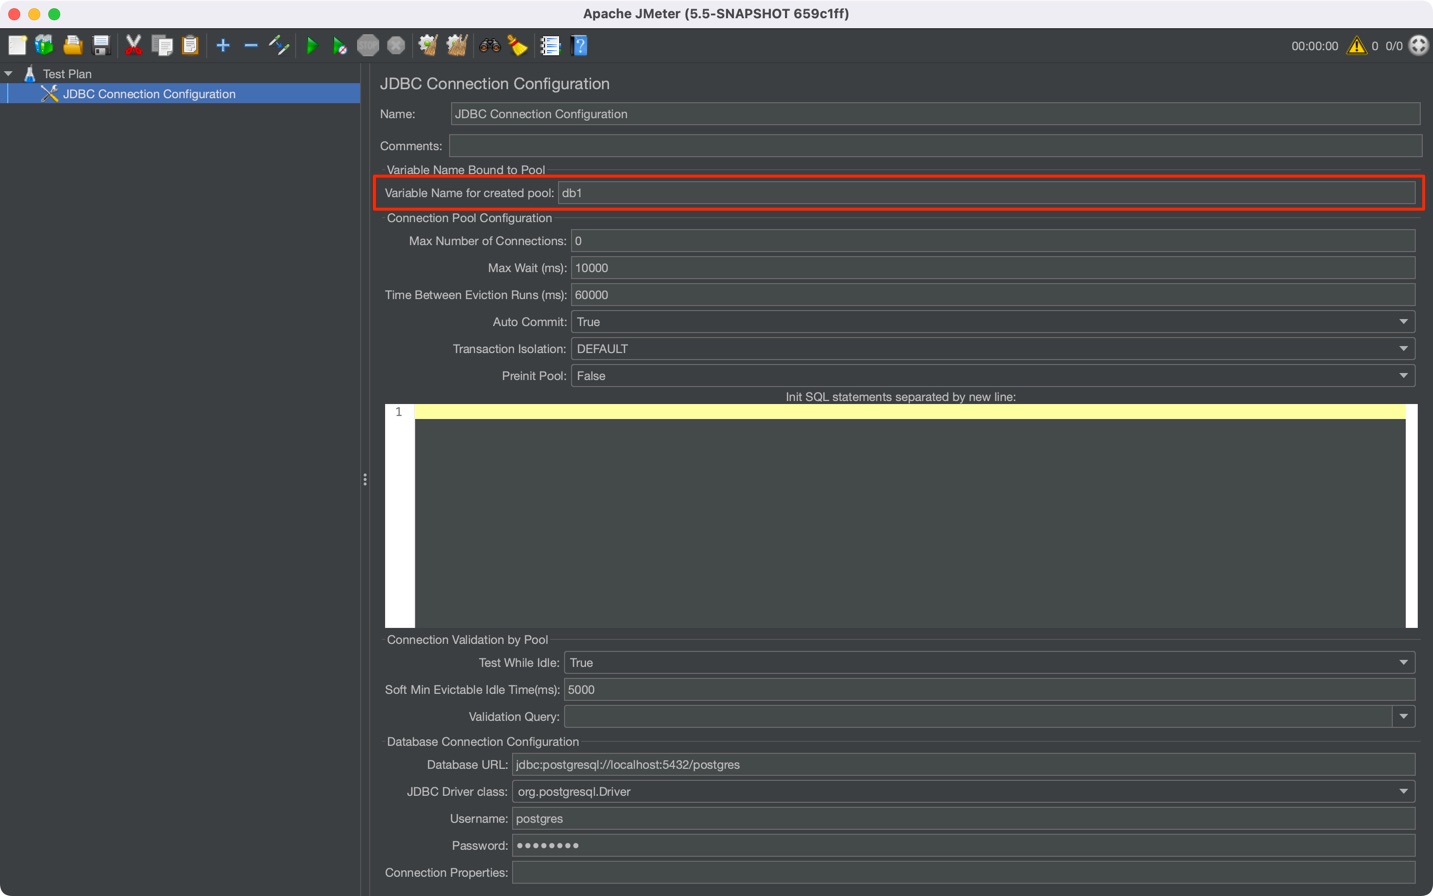 Apache JMeter (5.5-SNAPSHOT 659c1ff)
STOP
?
00:00:00 0 0/0
Test Plan
JDBC Connection Configuration
JDBC Connection Configuration
Name: JDBC Connection Configuration
Comments:
Variable Name Bound to Pool
Variable Name for created pool: db1
Connection Pool Configuration
Max Number of Connections: 0
Max Wait (ms): 10000
Time Between Eviction Runs (ms): 60000
Auto Commit: True
Transaction Isolation: DEFAULT
Preinit Pool: False
Init SQL statements separated by new line:
1
Connection Validation by Pool
Test While Idle: True
Soft Min Evictable Idle Time(ms): 5000
Validation Query:
Database Connection Configuration
Database URL: jdbc:postgresql://localhost:5432/postgres
JDBC Driver class: org.postgresql.Driver
Username: postgres
Password: ●●●●●●●●
Connection Properties: